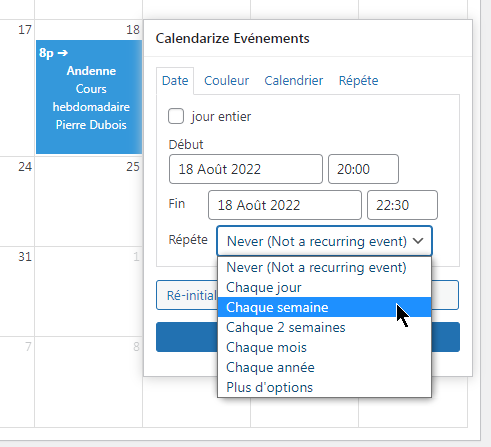 17
18
8p ➔
Andenne
Cours
hebdomadaire
Pierre Dubois
24
25
31
1
7
8
Calendarize Evénements
Date Couleur Calendrier Répéte
jour entier
Début
18 Août 2022 20:00
Fin 18 Août 2022 22:30
Répéte Never (Not a recurring event)
Never (Not a recurring event)
Chaque jour
Chaque semaine
Cahque 2 semaines
Chaque mois
Chaque année
Plus d'options
Ré-initial